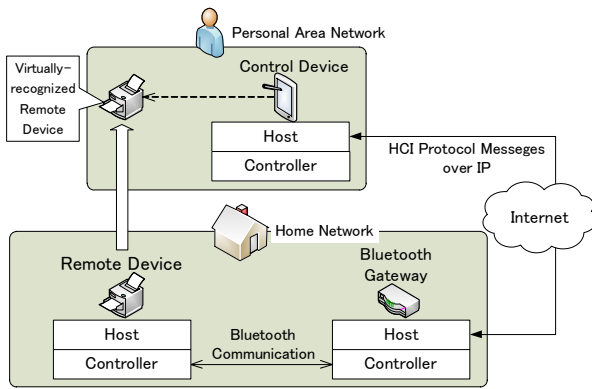 Personal Area Network
Virtually-
recognized
Remote
Device
Control Device
Host
Controller
HCI Protocol Messeges
over IP
Internet
Home Network
Remote Device
Bluetooth
Gateway
Host
Controller
Bluetooth
Communication
Host
Controller